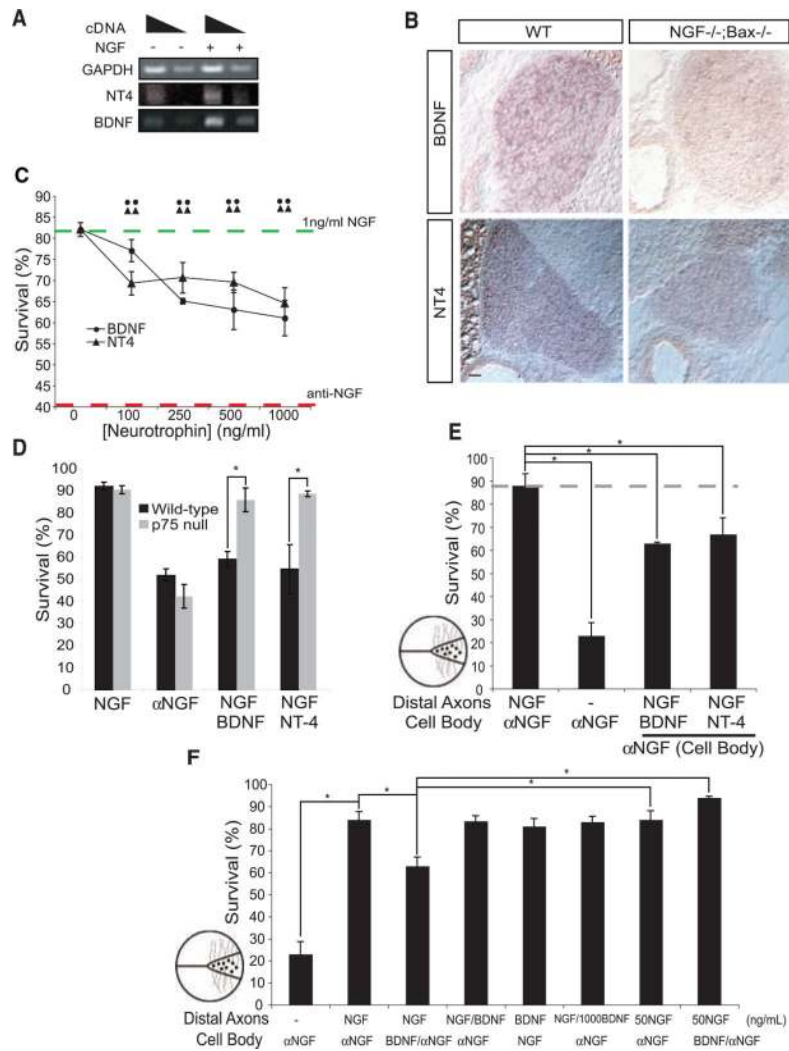 A
cDNA
NGF - - + +
GAPDH
NT4
BDNF
B
WT
NGF-/-;Bax-/-
BDNF
NT4
C
90
85
80
75
70
65
60
55
50
45
40
Survival (%)
1ng/ml NGF
BDNF
NT4
anti-NGF
0 100 250 500 1000
[Neurotrophin] (ng/ml)
D
100
90
80
70
60
50
40
30
20
10
0
Survival (%)
Wild-type
p75 null
*
*
NGF
αNGF
NGF
BDNF
NGF
NT-4
E
100
90
80
70
60
50
40
30
20
10
0
Survival (%)
*
*
*
Distal Axons NGF - NGF NGF
Cell Body αNGF αNGF BDNF NT-4
αNGF (Cell Body)
F
100
90
80
70
60
50
40
30
20
10
0
Survival (%)
*
*
*
*
Distal Axons - NGF NGF NGF/BDNF BDNF NGF/1000BDNF 50NGF 50NGF (ng/mL)
Cell Body αNGF αNGF BDNF/αNGF αNGF NGF αNGF αNGF BDNF/αNGF